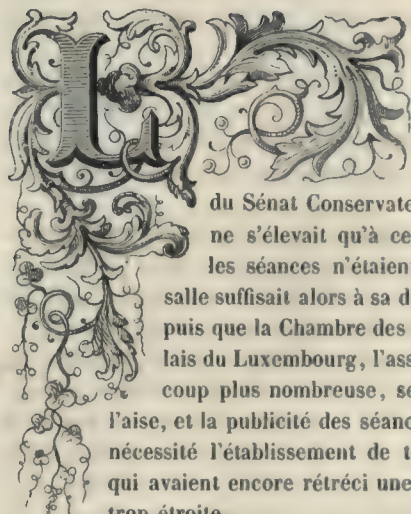 L
du Sénat Conservate
ne s'élevait qu'à ce
les séances n'étaien
salle suffisait alors à sa d
puis que la Chambre des
lais du Luxembourg, l'ass
coup plus nombreuse, se
l'aise, et la publicité des séanc
nécessité l'établissement de t
qui avaient encore rétréci une
trop étroite